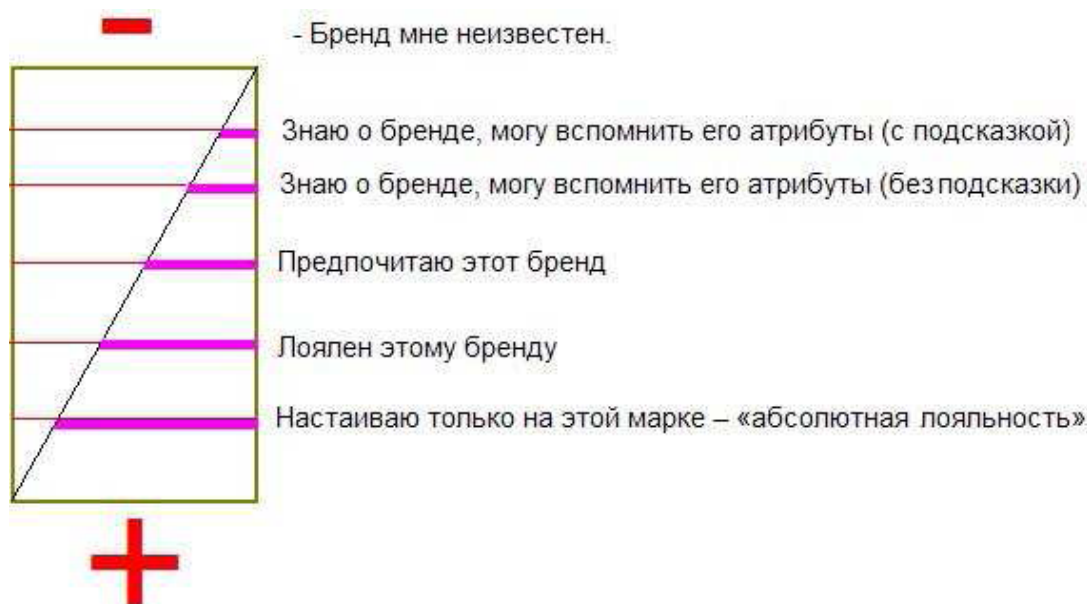 - Бренд мне неизвестен.
Знаю о бренде, могу вспомнить его атрибуты (с подсказкой)
Знаю о бренде, могу вспомнить его атрибуты (без подсказки)
Предпочитаю этот бренд
Лоялен этому бренду
Настаиваю только на этой марке – «абсолютная лояльность»